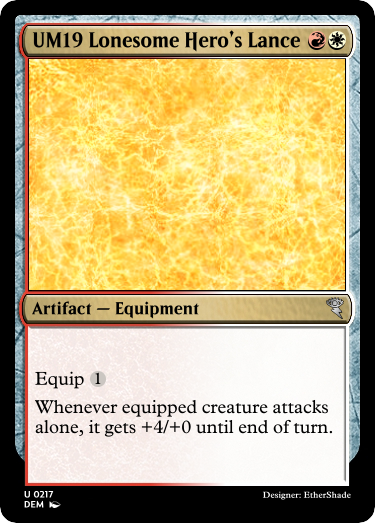 UM19 Lonesome Hero's Lance
Artifact — Equipment
Equip 1
Whenever equipped creature attacks
alone, it gets +4/+0 until end of turn.
U 0217
DEM
Designer: EtherShade